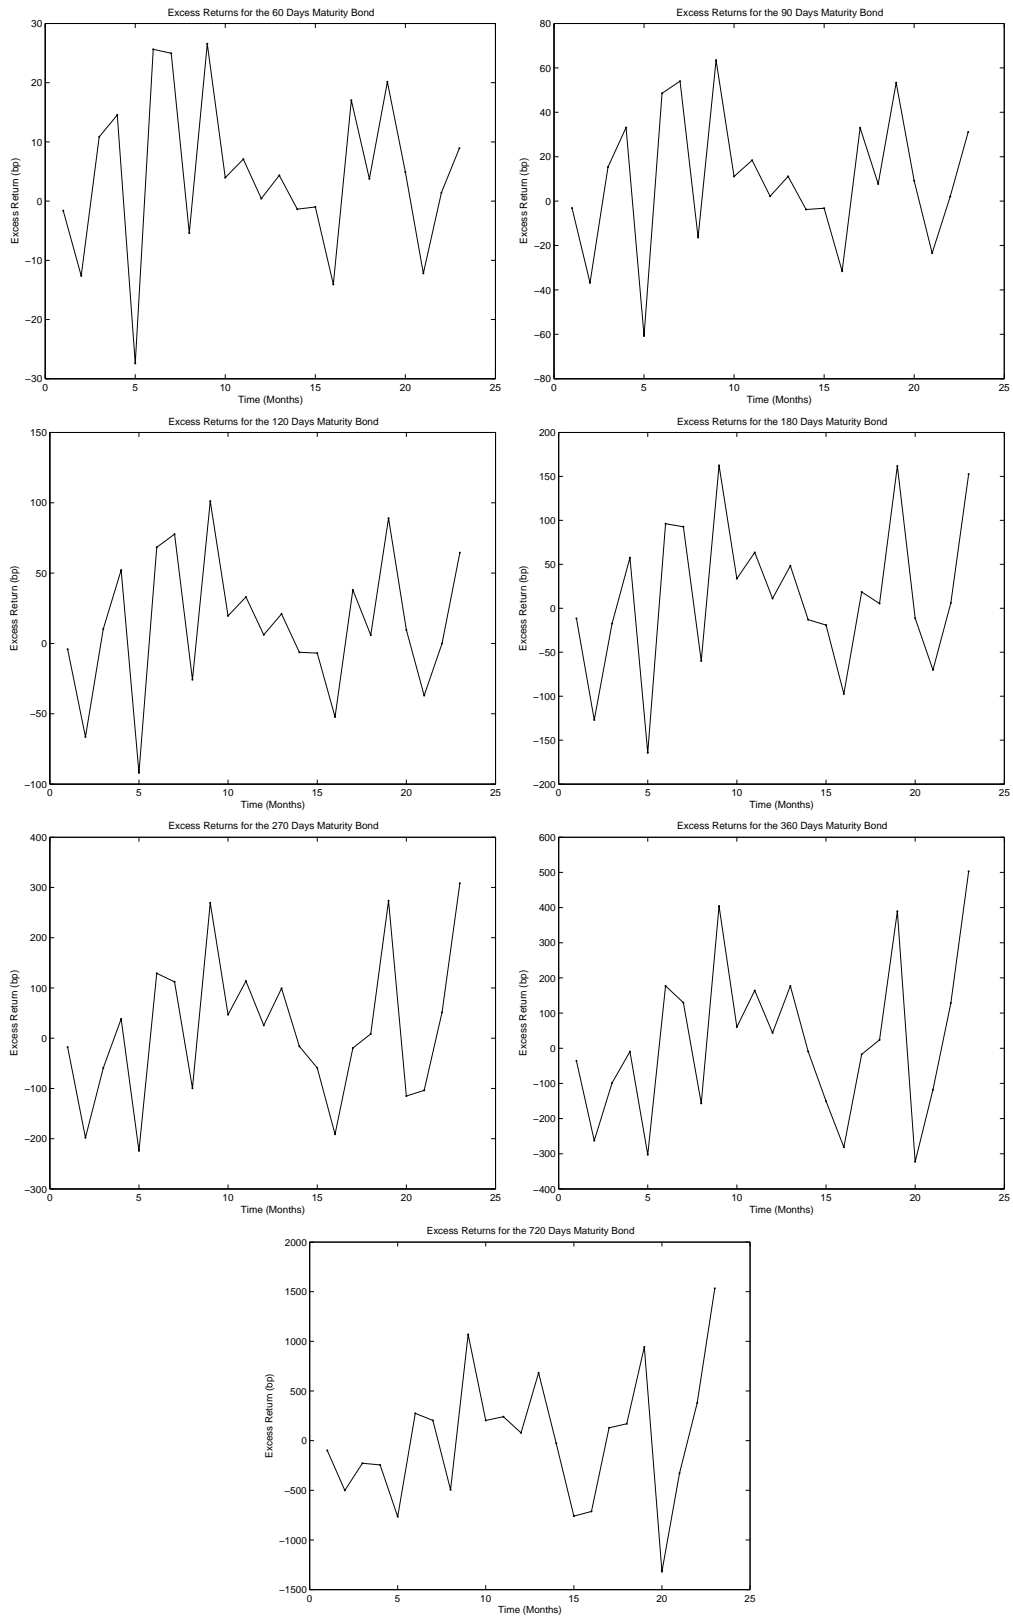 Excess Returns for the 60 Days Maturity Bond
30
20
10
0
−10
−20
−30
Excess Return (bp)
0 5 10 15 20 25
Time (Months)
Excess Returns for the 90 Days Maturity Bond
80
60
40
20
0
−20
−40
−60
−80
Excess Return (bp)
0 5 10 15 20 25
Time (Months)
Excess Returns for the 120 Days Maturity Bond
150
100
50
0
−50
−100
Excess Return (bp)
0 5 10 15 20 25
Time (Months)
Excess Returns for the 180 Days Maturity Bond
200
150
100
50
0
−50
−100
−150
−200
Excess Return (bp)
0 5 10 15 20 25
Time (Months)
Excess Returns for the 270 Days Maturity Bond
400
300
200
100
0
−100
−200
−300
Excess Return (bp)
0 5 10 15 20 25
Time (Months)
Excess Returns for the 360 Days Maturity Bond
600
500
400
300
200
100
0
−100
−200
−300
−400
Excess Return (bp)
0 5 10 15 20 25
Time (Months)
Excess Returns for the 720 Days Maturity Bond
2000
1500
1000
500
0
−500
−1000
−1500
Excess Return (bp)
0 5 10 15 20 25
Time (Months)